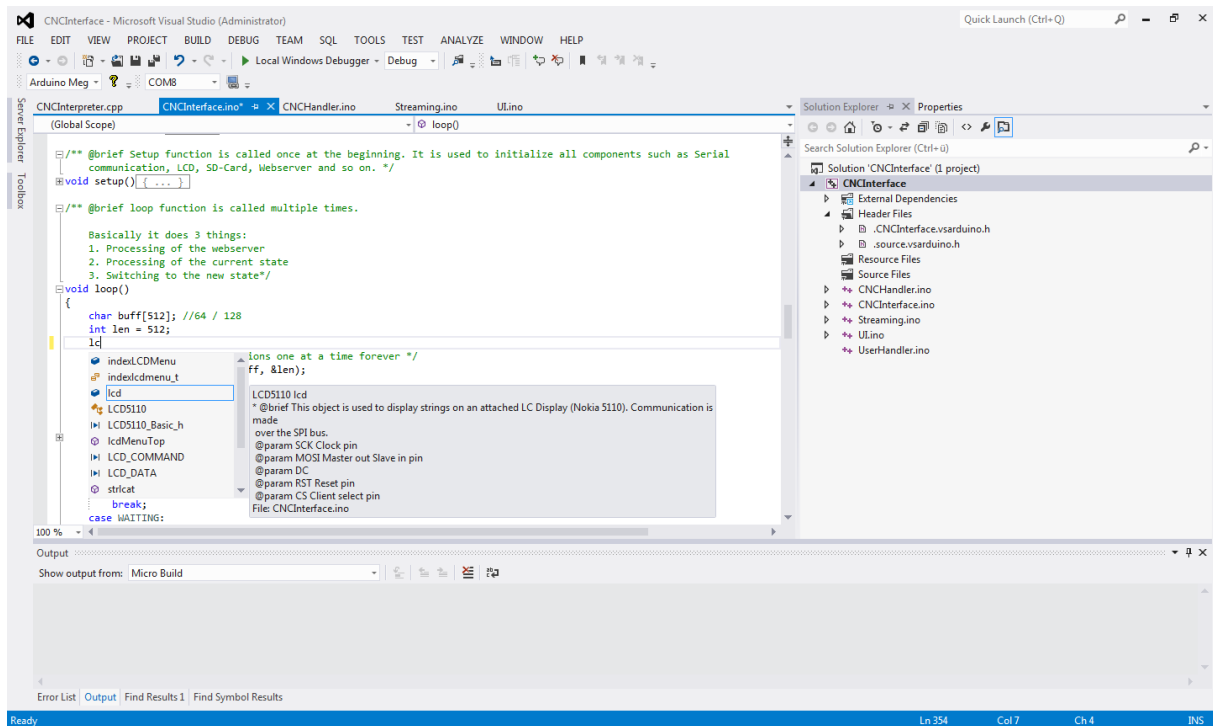 CNCInterface - Microsoft Visual Studio (Administrator)
Quick Launch (Ctrl+Q)
FILE EDIT VIEW PROJECT BUILD DEBUG TEAM SQL TOOLS TEST ANALYZE WINDOW HELP
Local Windows Debugger Debug
Arduino Meg COM8
Server Explorer
Toolbox
CNCInterpreter.cpp CNCInterface.ino* CNCHandler.ino Streaming.ino UI.ino
(Global Scope) loop()
/** @brief Setup function is called once at the beginning. It is used to initialize all components such as Serial
communication, LCD, SD-Card, Webserver and so on. */
void setup() { ... }
/** @brief loop function is called multiple times.
Basically it does 3 things:
1. Processing of the webserver
2. Processing of the current state
3. Switching to the new state*/
void loop()
{
char buff[512]; //64 / 128
int len = 512;
lc
ions one at a time forever */
ff, &len);
indexLCDMenu
indexlcdmenu_t
lcd
LCD5110
LCD5110_Basic_h
lcdMenuTop
LCD_COMMAND
LCD_DATA
strlcat
LCD5110 lcd
* @brief This object is used to display strings on an attached LC Display (Nokia 5110). Communication is
made
over the SPI bus.
@param SCK Clock pin
@param MOSI Master out Slave in pin
@param DC
@param RST Reset pin
@param CS Client select pin
File: CNCInterface.ino
break;
case WAITING:
100 %
Solution Explorer Properties
Search Solution Explorer (Ctrl+ü)
Solution 'CNCInterface' (1 project)
CNCInterface
External Dependencies
Header Files
.CNCInterface.vsarduino.h
.source.vsarduino.h
Resource Files
Source Files
CNCHandler.ino
CNCInterface.ino
Streaming.ino
UI.ino
UserHandler.ino
Output
Show output from: Micro Build
Error List Output Find Results 1 Find Symbol Results
Ready Ln 354 Col 7 Ch 4 INS